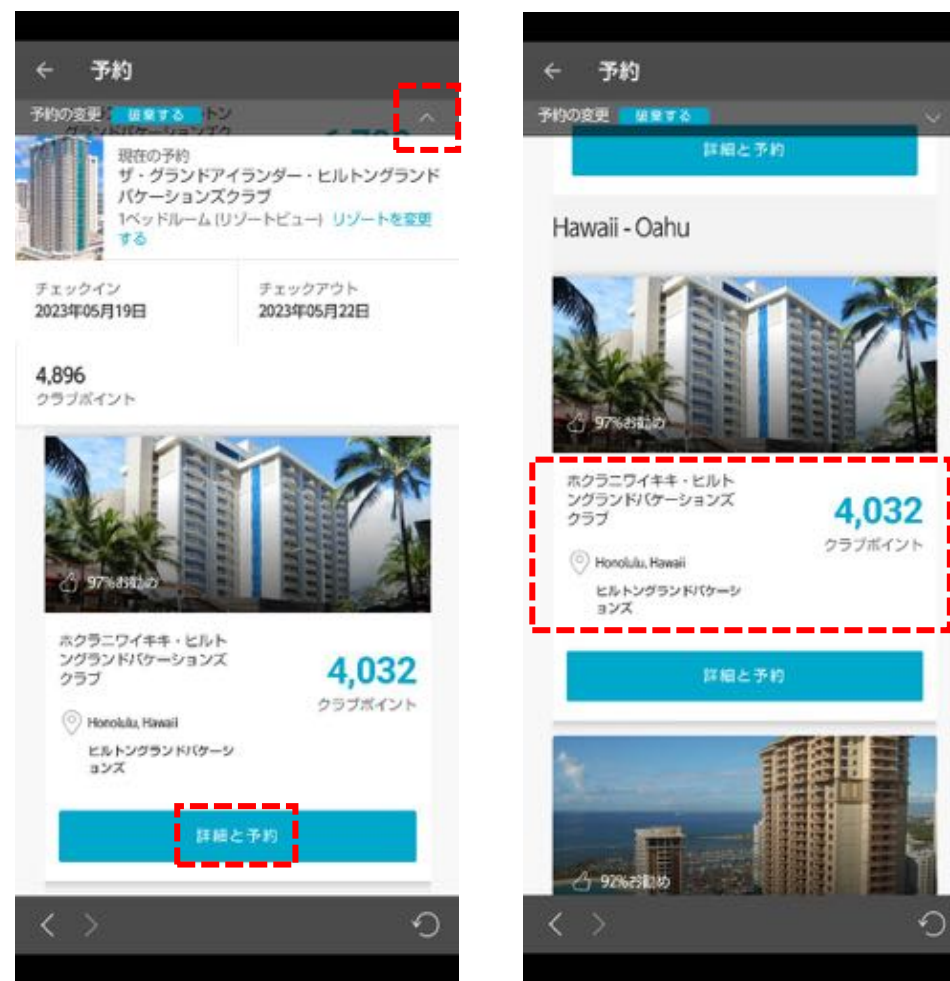 予約
予約の変更 破棄する
現在の予約
ザ・グランドアイランダー・ヒルトングランド
バケーションズクラブ
1ベッドルーム (リゾートビュー) リゾートを変更
する
チェックイン
2023年05月19日
チェックアウト
2023年05月22日
4,896
クラブポイント
97%お勧め
ホクラニワイキキ・ヒルト
ングランドバケーションズ
クラブ
4,032
クラブポイント
Honolulu, Hawaii
ヒルトングランドバケーシ
ョンズ
詳細と予約
予約
予約の変更 破棄する
詳細と予約
Hawaii - Oahu
97%お勧め
ホクラニワイキキ・ヒルト
ングランドバケーションズ
クラブ
4,032
クラブポイント
Honolulu, Hawaii
ヒルトングランドバケーシ
ョンズ
詳細と予約
92%お勧め